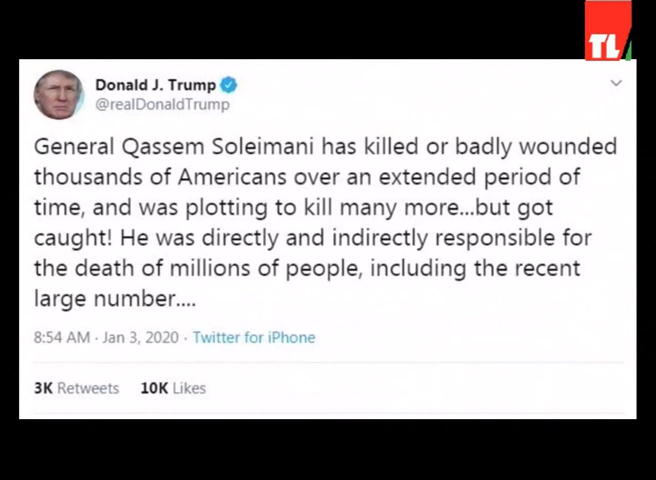 TL
Donald J. Trump
@realDonaldTrump
General Qassem Soleimani has killed or badly wounded
thousands of Americans over an extended period of
time, and was plotting to kill many more...but got
caught! He was directly and indirectly responsible for
the death of millions of people, including the recent
large number....
8:54 AM · Jan 3, 2020 · Twitter for iPhone
3K Retweets 10K Likes